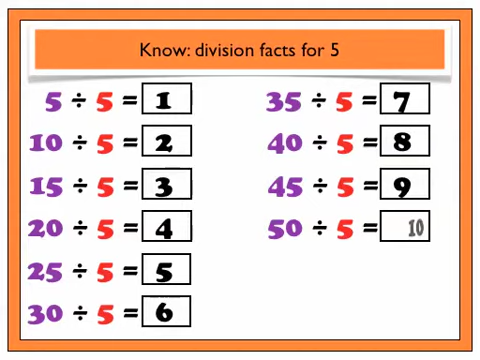 Know: division facts for 5
5 ÷ 5 = 1
10 ÷ 5 = 2
15 ÷ 5 = 3
20 ÷ 5 = 4
25 ÷ 5 = 5
30 ÷ 5 = 6
35 ÷ 5 = 7
40 ÷ 5 = 8
45 ÷ 5 = 9
50 ÷ 5 = 10